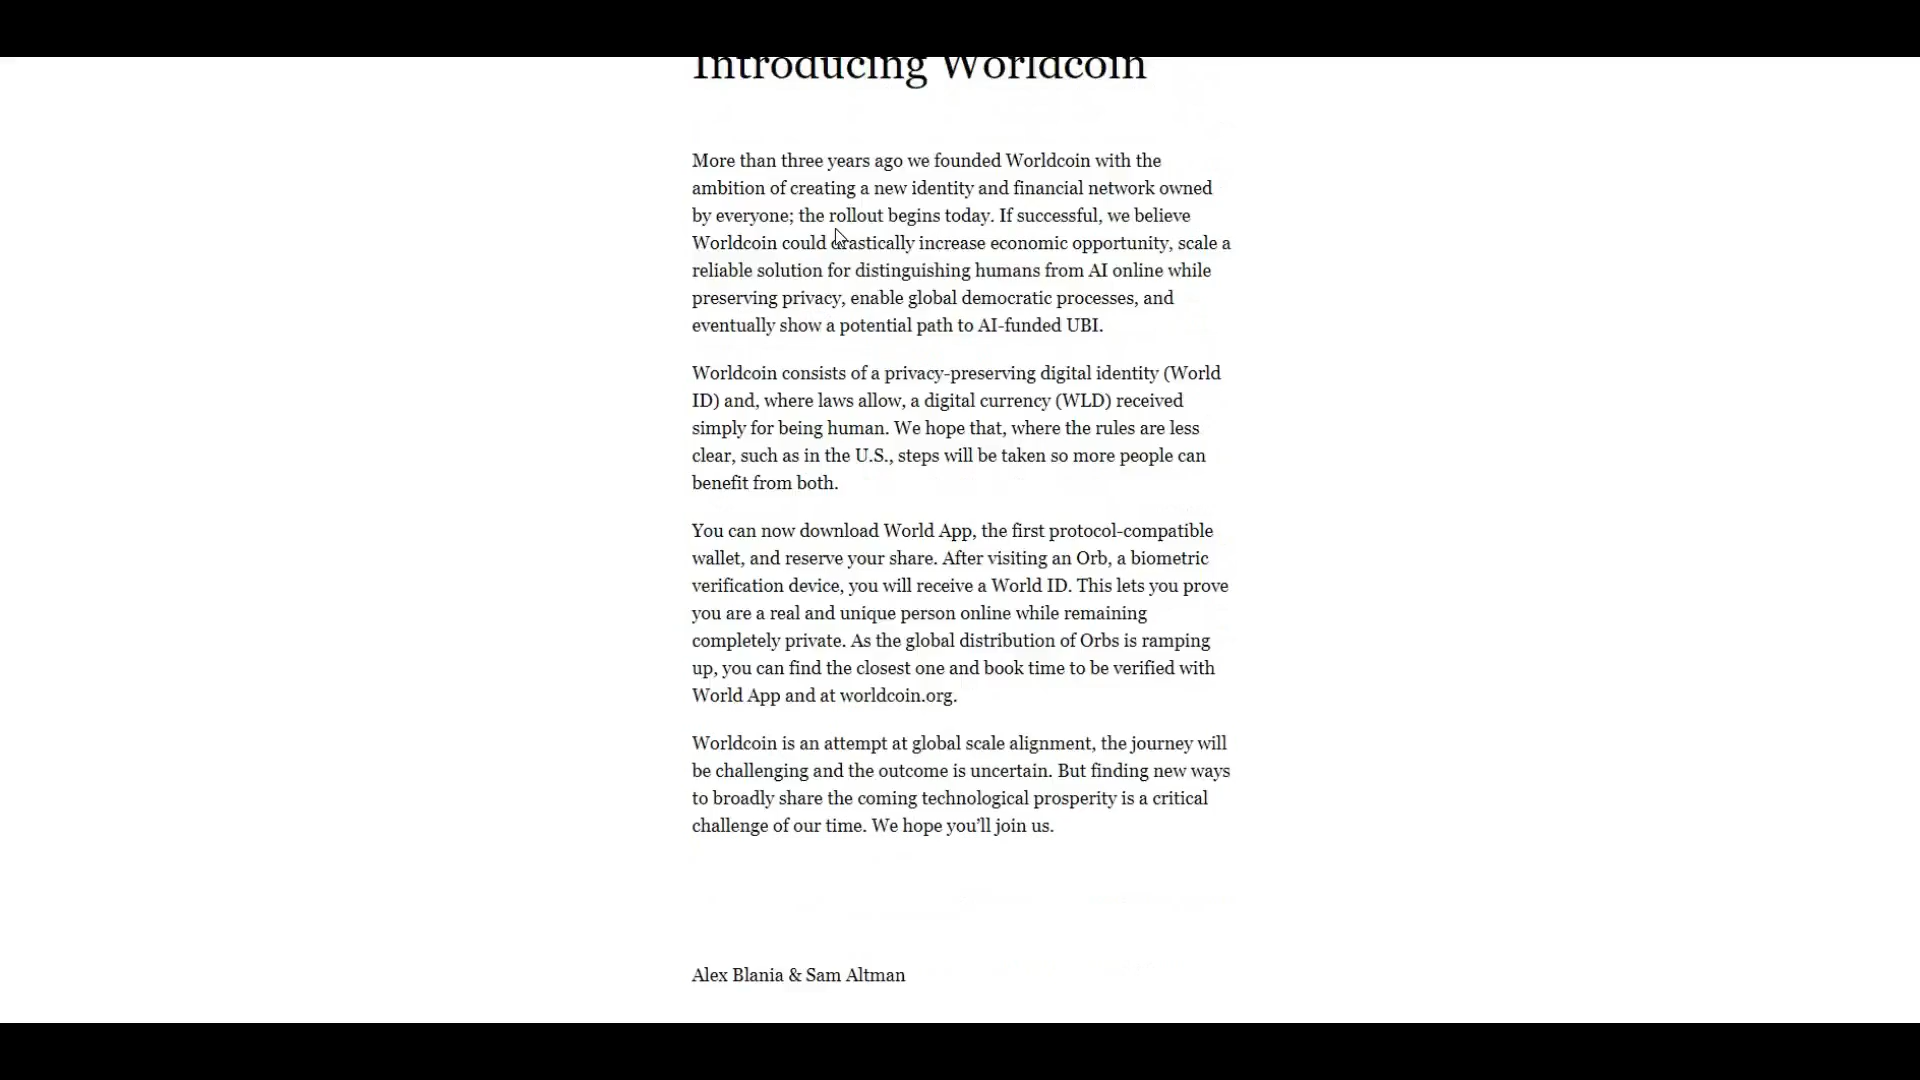 Introducing Worldcoin
More than three years ago we founded Worldcoin with the
ambition of creating a new identity and financial network owned
by everyone; the rollout begins today. If successful, we believe
Worldcoin could drastically increase economic opportunity, scale a
reliable solution for distinguishing humans from AI online while
preserving privacy, enable global democratic processes, and
eventually show a potential path to AI-funded UBI.
Worldcoin consists of a privacy-preserving digital identity (World
ID) and, where laws allow, a digital currency (WLD) received
simply for being human. We hope that, where the rules are less
clear, such as in the U.S., steps will be taken so more people can
benefit from both.
You can now download World App, the first protocol-compatible
wallet, and reserve your share. After visiting an Orb, a biometric
verification device, you will receive a World ID. This lets you prove
you are a real and unique person online while remaining
completely private. As the global distribution of Orbs is ramping
up, you can find the closest one and book time to be verified with
World App and at worldcoin.org.
Worldcoin is an attempt at global scale alignment, the journey will
be challenging and the outcome is uncertain. But finding new ways
to broadly share the coming technological prosperity is a critical
challenge of our time. We hope you’ll join us.
Alex Blania & Sam Altman